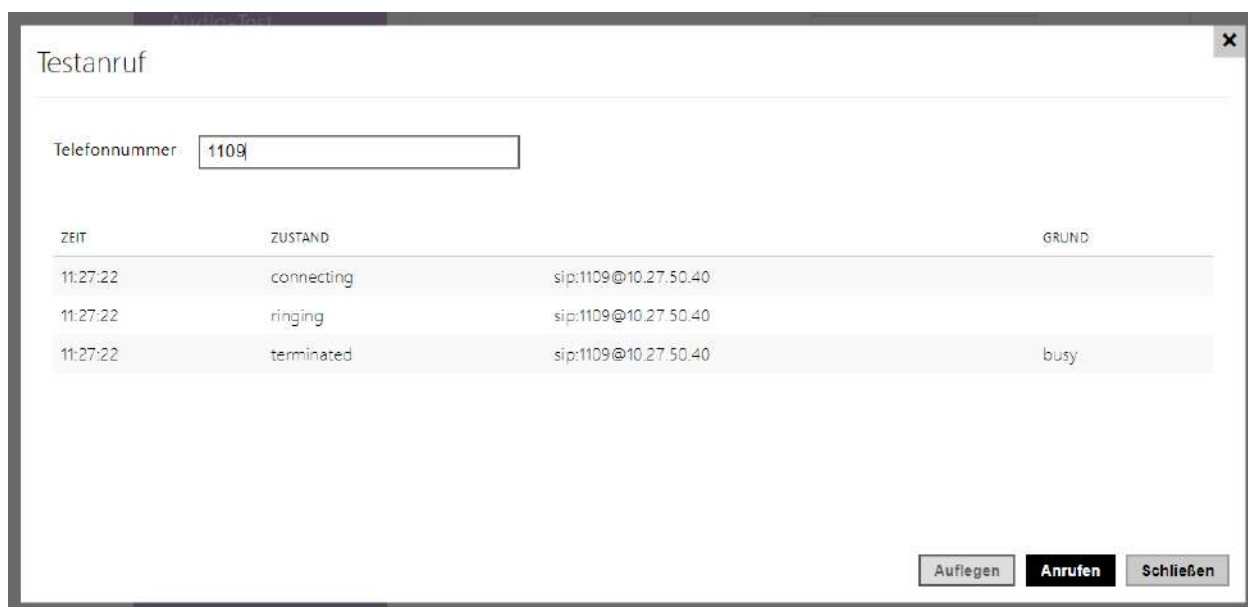 Audio-Test
Testanruf
Telefonnummer 1109
ZEIT ZUSTAND GRUND
11:27:22 connecting sip:1109@10.27.50.40
11:27:22 ringing sip:1109@10.27.50.40
11:27:22 terminated sip:1109@10.27.50.40 busy
Auflegen Anrufen Schließen